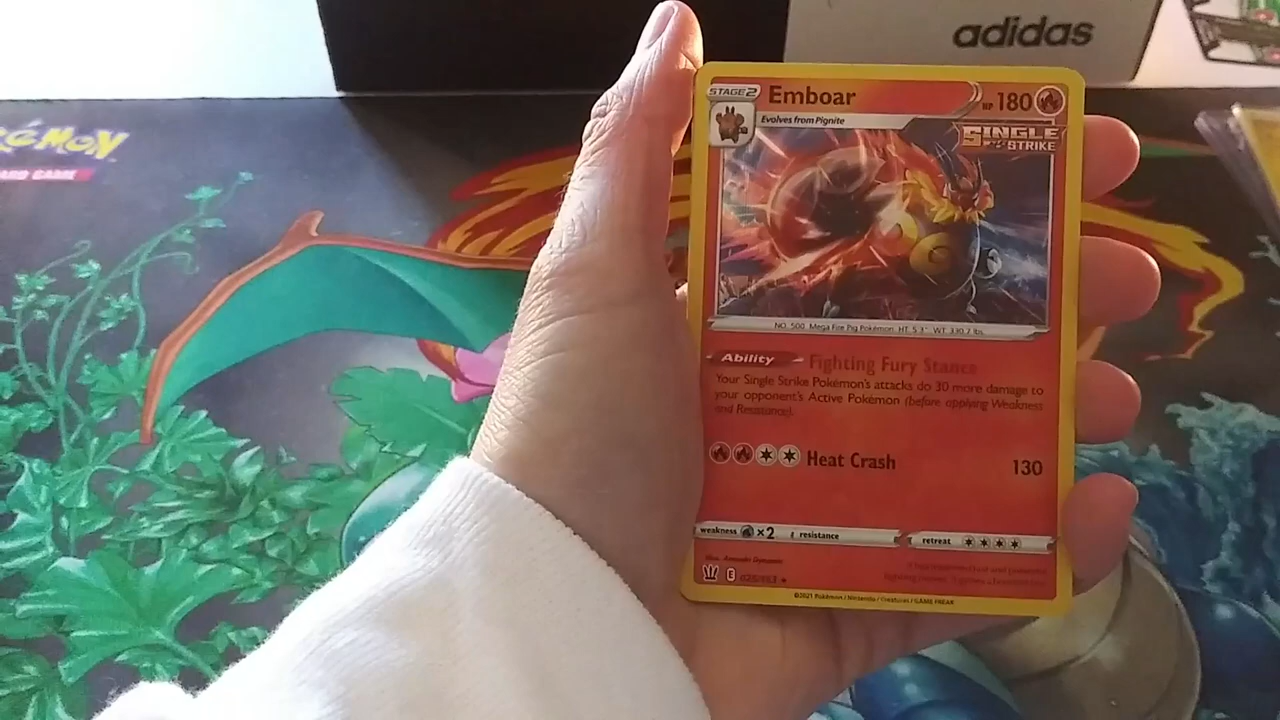 adidas
POKÉMON
STAGE 2
Emboar
HP 180
Evolves from Pignite
SINGLE
STRIKE
NO. 500 Mega Fire Pig Pokémon HT: 5'3" WT: 330.7 lbs.
Ability Fighting Fury Stance
Your Single Strike Pokémon's attacks do 30 more damage to
your opponent's Active Pokémon (before applying Weakness
and Resistance).
Heat Crash 130
weakness ×2 resistance retreat
E
©2021 Pokémon / Nintendo / Creatures / GAME FREAK